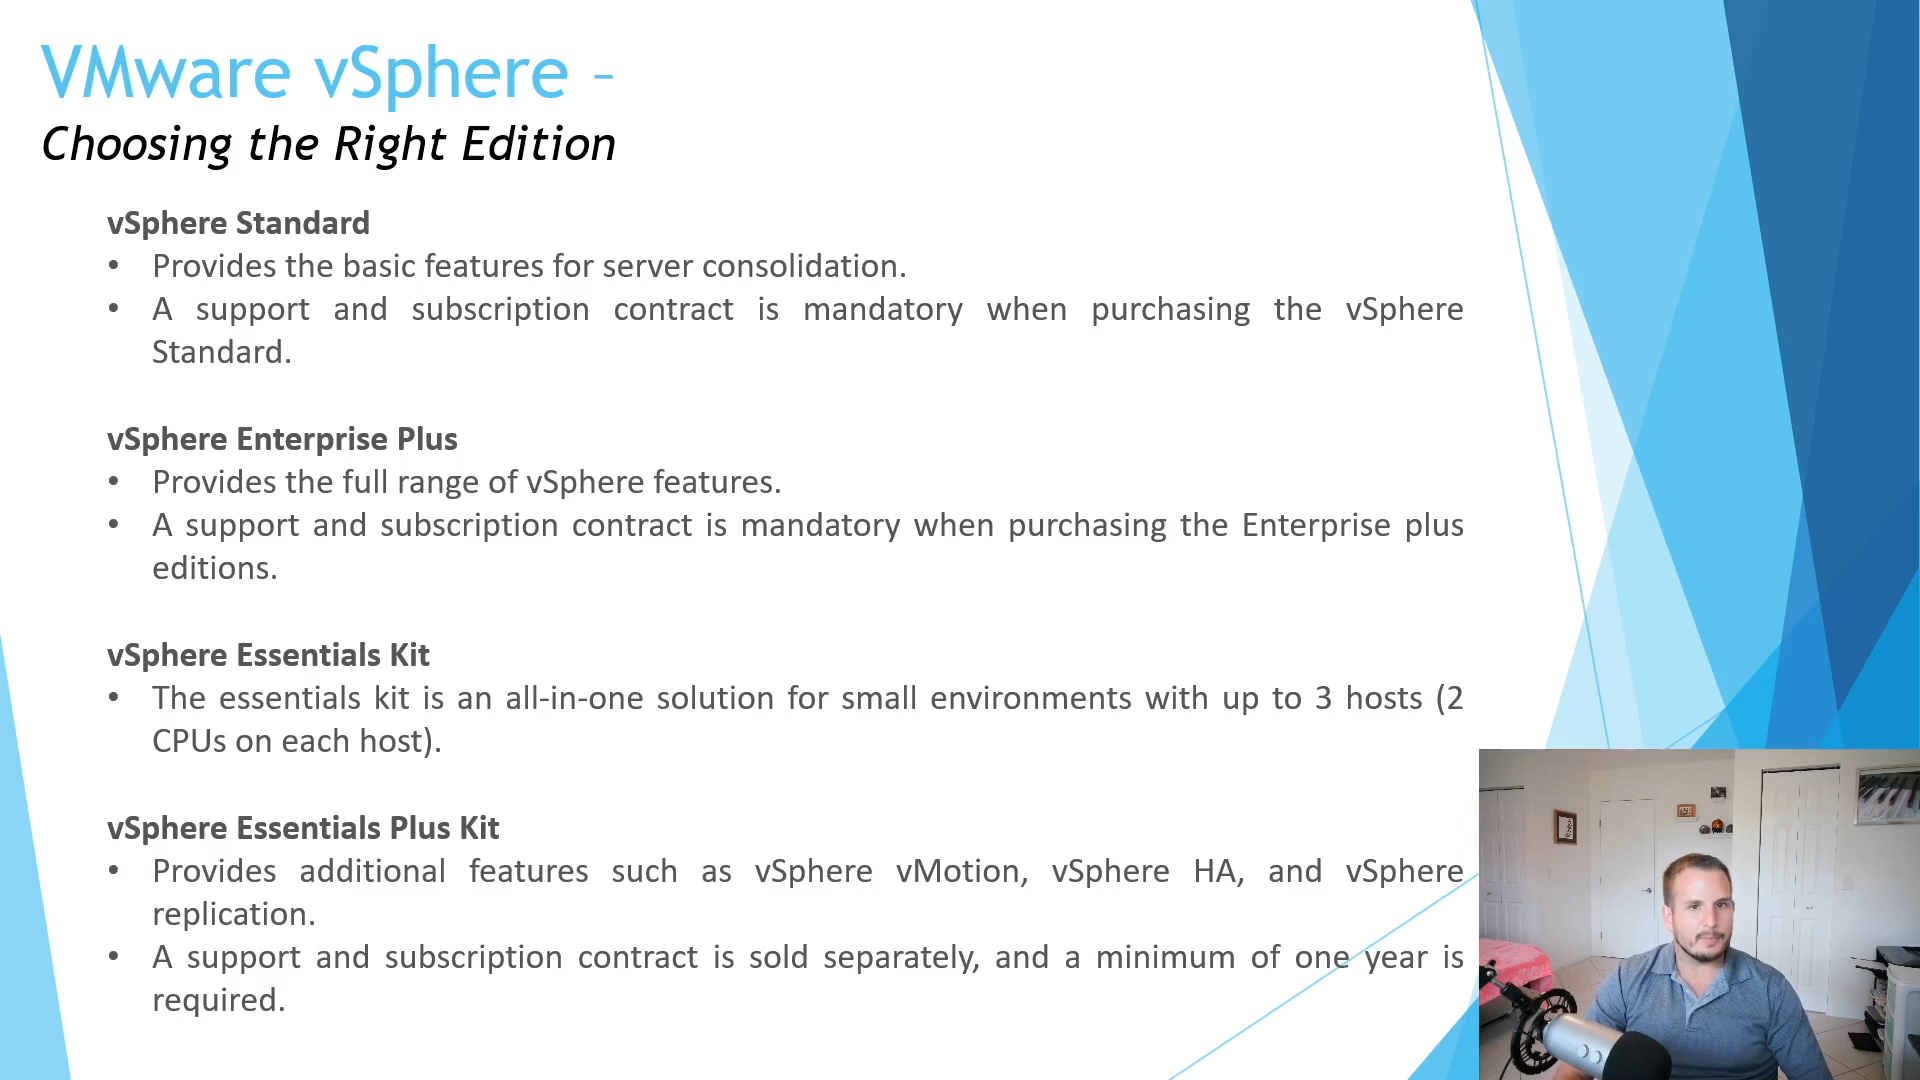 VMware vSphere –
Choosing the Right Edition
vSphere Standard
• Provides the basic features for server consolidation.
• A support and subscription contract is mandatory when purchasing the vSphere
Standard.
vSphere Enterprise Plus
• Provides the full range of vSphere features.
• A support and subscription contract is mandatory when purchasing the Enterprise plus
editions.
vSphere Essentials Kit
• The essentials kit is an all-in-one solution for small environments with up to 3 hosts (2
CPUs on each host).
vSphere Essentials Plus Kit
• Provides additional features such as vSphere vMotion, vSphere HA, and vSphere
replication.
• A support and subscription contract is sold separately, and a minimum of one year is
required.